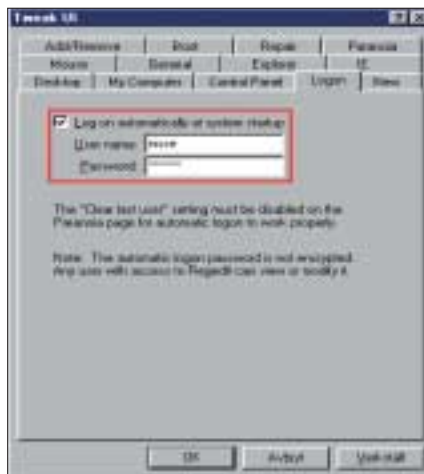 Tweak UI
Add/Remove Boot Repair Paranoia
Mouse General Explorer IE
Desktop My Computer Control Panel Logon New
Log on automatically at system startup
User name:
Password:
The "Clear last user" setting must be disabled on the
Paranoia page for automatic logon to work properly.
Note: The automatic logon password is not encrypted.
Any user with access to RegEdit can view or modify it.
OK Avbryt Verkställ